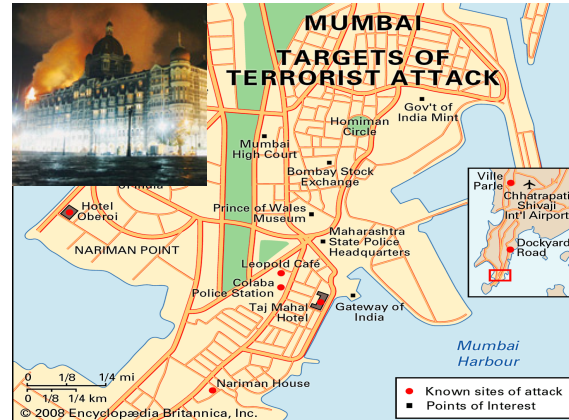 MUMBAI
TARGETS OF
TERRORIST ATTACK
Gov't of
India Mint
Horniman
Circle
Mumbai
High Court
Bombay Stock
Exchange
of India
Hotel
Oberoi
Prince of Wales
Museum
NARIMAN POINT
Maharashtra
State Police
Headquarters
Leopold Café
Colaba
Police Station
Taj Mahal
Hotel
Gateway of
India
Nariman House
Ville
Parle
Chhatrapati
Shivaji
Int'l Airport
Dockyard
Road
Mumbai
Harbour
0 1/8 1/4 mi
0 1/8 1/4 km
© 2008 Encyclopædia Britannica, Inc.
Known sites of attack
Points of Interest